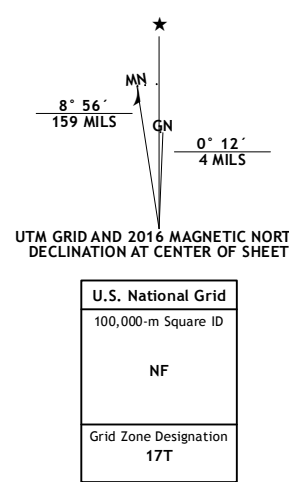 ★
MN
8° 56´
159 MILS
GN
0° 12´
4 MILS
UTM GRID AND 2016 MAGNETIC NORT
DECLINATION AT CENTER OF SHEET
U.S. National Grid
100,000-m Square ID
NF
Grid Zone Designation
17T